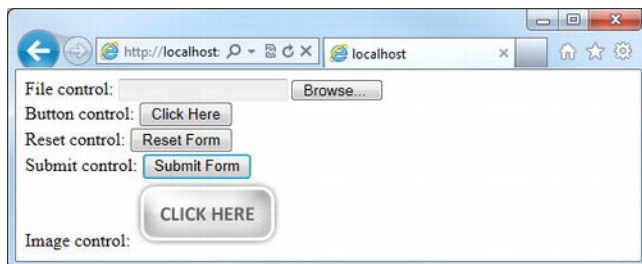 http://localhost: localhost
File control: Browse...
Button control: Click Here
Reset control: Reset Form
Submit control: Submit Form
CLICK HERE
Image control: